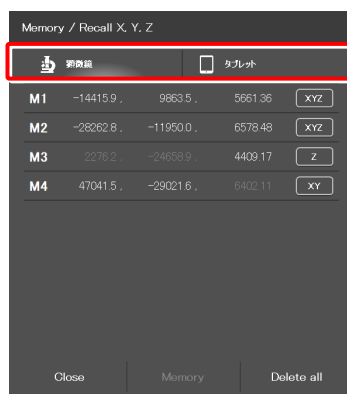 Memory / Recall X, Y, Z
顕微鏡 タブレット
M1 -14415.9 , 9863.5 , 5661.36 XYZ
M2 -28262.8 , -11950.0 , 6578.48 XYZ
M3 2276.2 , -24658.9 , 4409.17 Z
M4 47041.5 , -29021.6 , 6402.11 XY
Close Memory Delete all